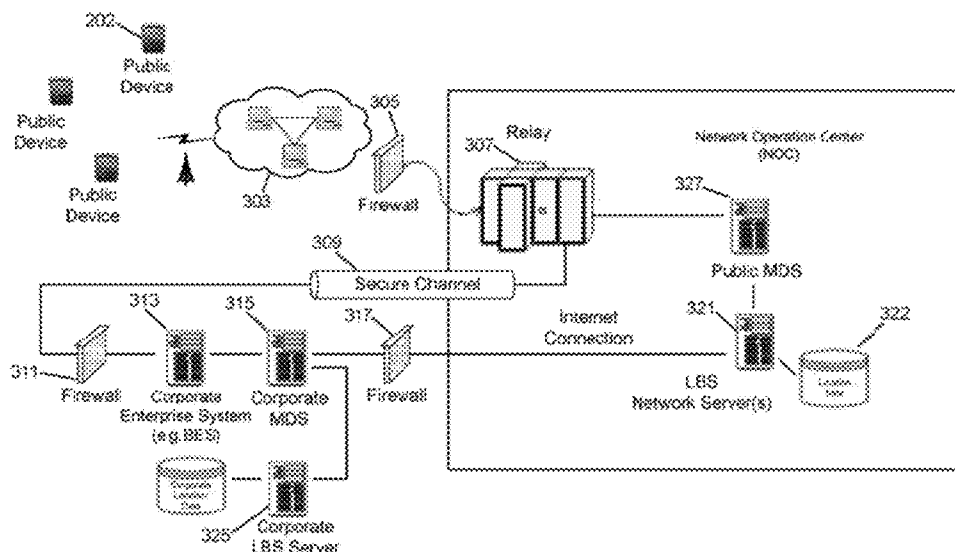 202
Public
Device
Public
Device
Public
Device
303
305
Firewall
Relay
307
Network Operation Center
(NOC)
327
Public MDS
309
Secure Channel
313
315
317
Internet
Connection
321
322
311
Firewall
Corporate
Enterprise System
(e.g.BES)
Corporate
MDS
Firewall
LBS
Network Server(s)
Location
Data
325
Corporate
LBS Server